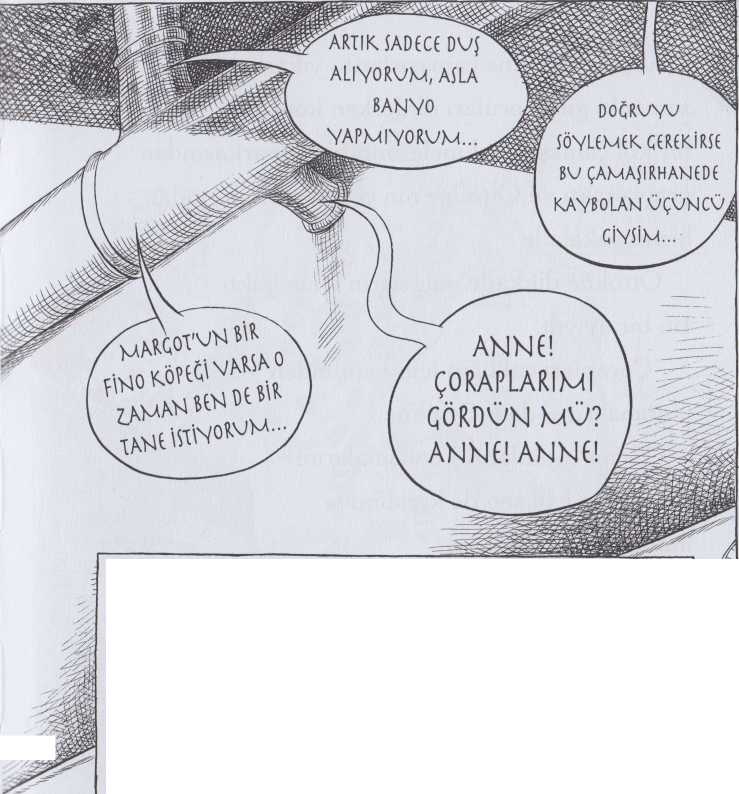 ARTIK SADECE DUŞ
ALIYORUM, ASLA
BANYO
YAPMIYORUM...
DOĞRUYU
SÖYLEMEK GEREKİRSE
BU ÇAMAŞIRHANEDE
KAYBOLAN ÜÇÜNCÜ
GİYSİM...
MARGOT'UN BİR
FİNO KÖPEĞİ VARSA O
ZAMAN BEN DE BİR
TANE İSTİYORUM...
ANNE!
ÇORAPLARIMI
GÖRDÜN MÜ?
ANNE! ANNE!